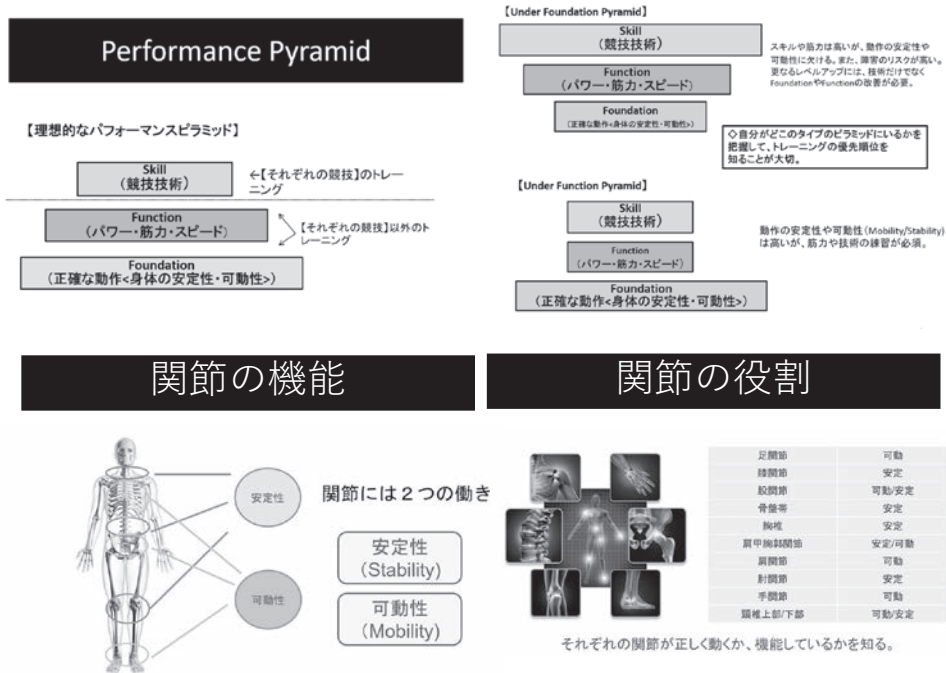 Performance Pyramid
【理想的なパフォーマンスピラミッド】
Skill
(競技技術)
←【それぞれの競技】のトレー
ニング
Function
(パワー・筋力・スピード)
【それぞれの競技】以外のト
レーニング
Foundation
(正確な動作<身体の安定性・可動性>)
【Under Foundation Pyramid】
Skill
(競技技術)
Function
(パワー・筋力・スピード)
Foundation
(正確な動作<身体の安定性・可動性>)
スキルや筋力は高いが、動作の安定性や
可動性に欠ける。また、障害のリスクが高い。
更なるレベルアップには、技術だけでなく
FoundationやFunctionの改善が必要。
◇自分がどこのタイプのピラミッドにいるかを
把握して、トレーニングの優先順位を
知ることが大切。
【Under Function Pyramid】
Skill
(競技技術)
Function
(パワー・筋力・スピード)
Foundation
(正確な動作<身体の安定性・可動性>)
動作の安定性や可動性(Mobility/Stability)
は高いが、筋力や技術の練習が必須。
関節の機能
安定性
可動性
関節には２つの働き
安定性
(Stability)
可動性
(Mobility)
関節の役割
足関節 可動
膝関節 安定
股関節 可動/安定
骨盤帯 安定
胸椎 安定
肩甲胸郭関節 安定/可動
肩関節 可動
肘関節 安定
手関節 可動
頸椎上部/下部 可動/安定
それぞれの関節が正しく動くか、機能しているかを知る。